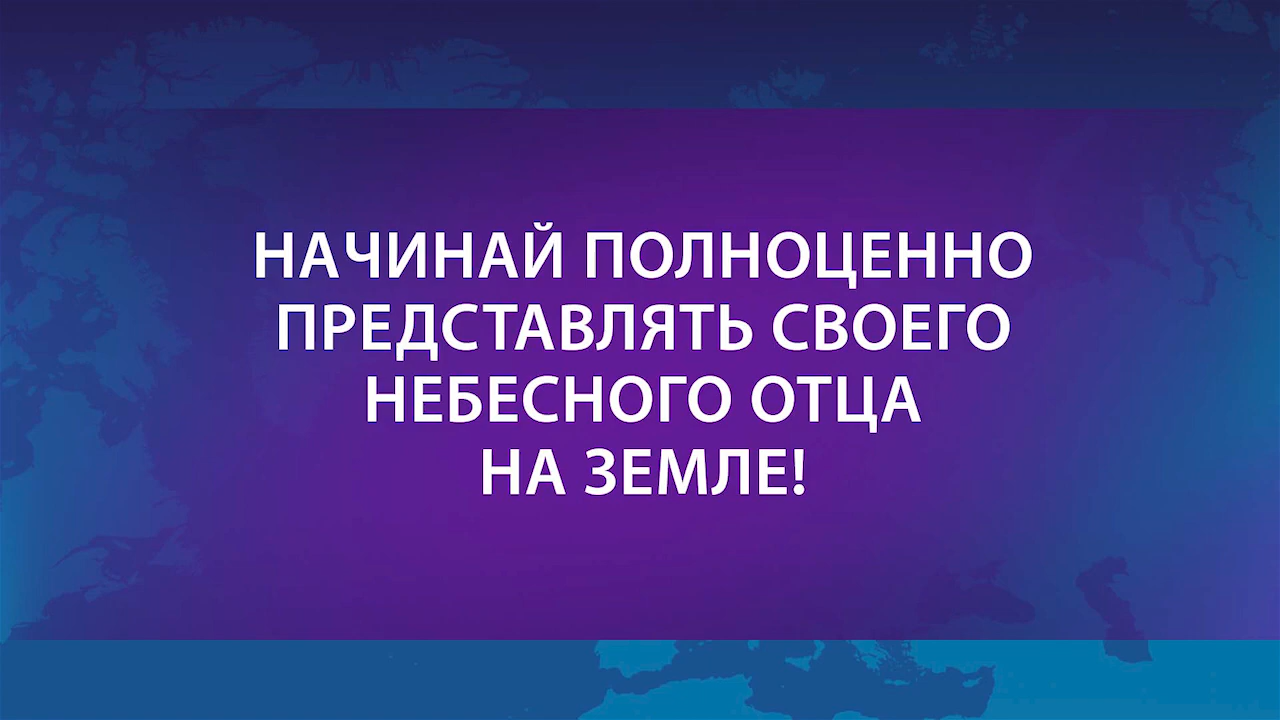 НАЧИНАЙ ПОЛНОЦЕННО
ПРЕДСТАВЛЯТЬ СВОЕГО
НЕБЕСНОГО ОТЦА
НА ЗЕМЛЕ!